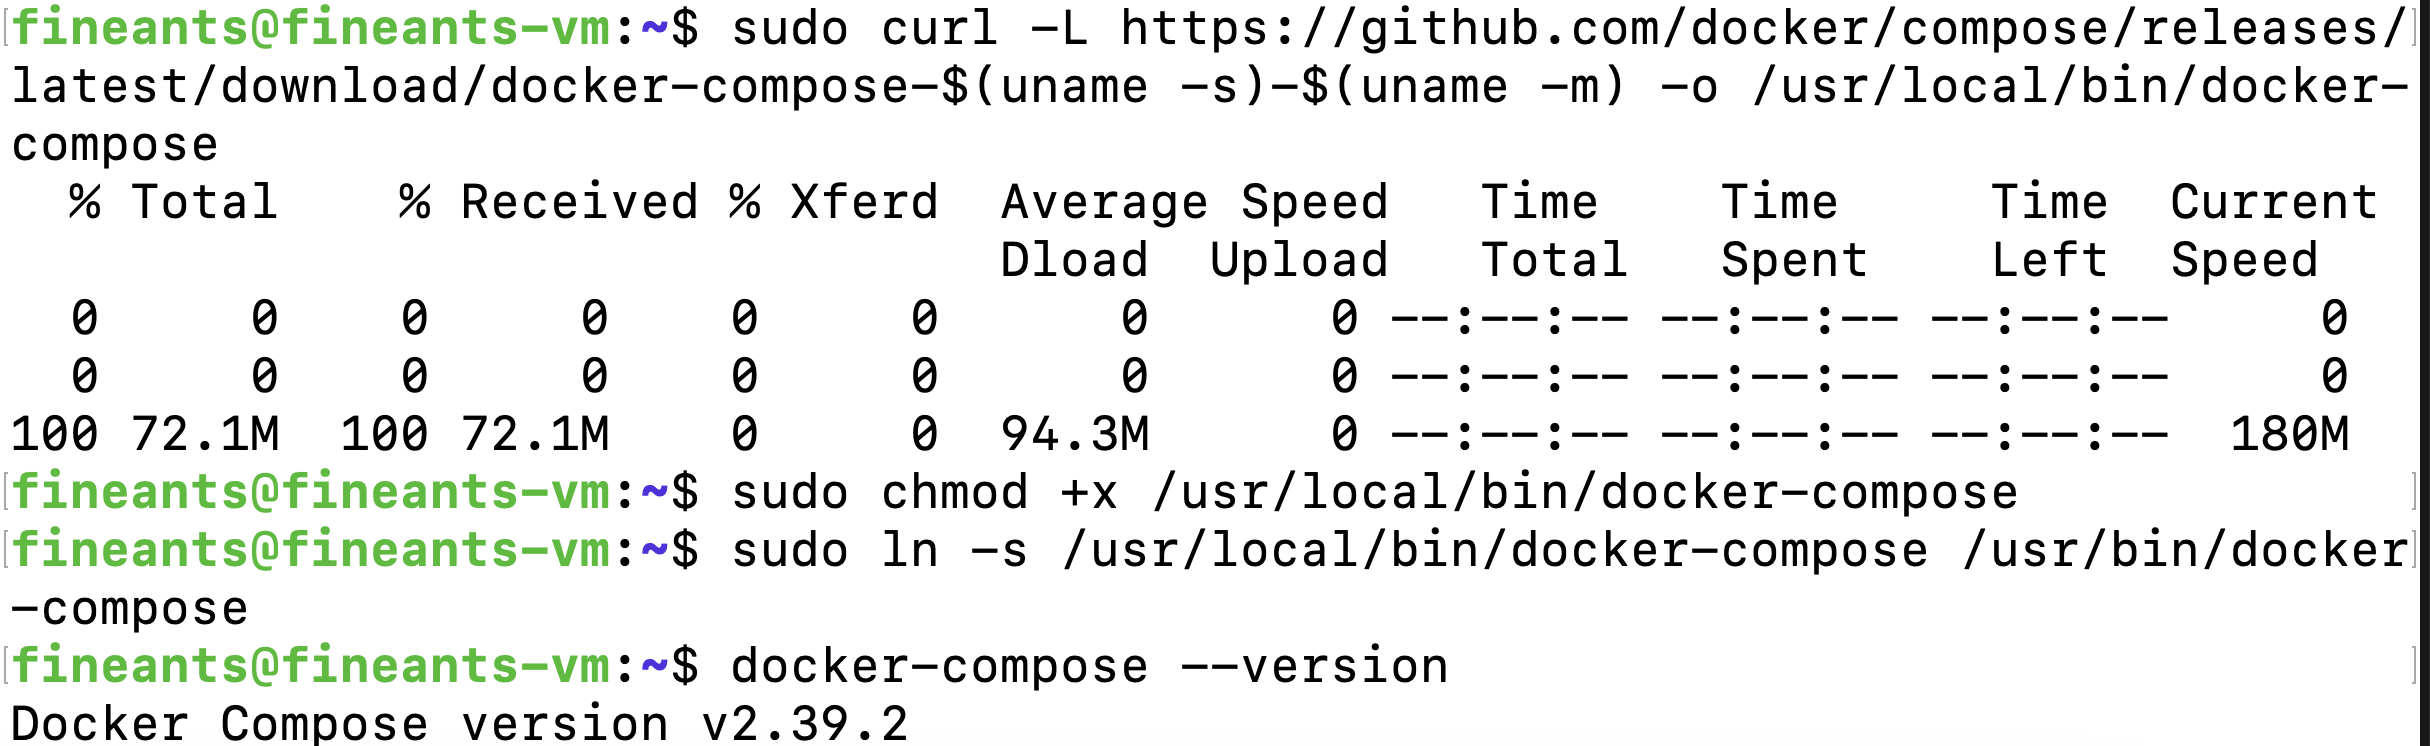 fineants@fineants-vm:~$ sudo curl -L https://github.com/docker/compose/releases/
latest/download/docker-compose-$(uname -s)-$(uname -m) -o /usr/local/bin/docker-
compose
  % Total    % Received % Xferd  Average Speed   Time    Time     Time  Current
                                 Dload  Upload   Total   Spent    Left  Speed
  0     0    0     0    0     0      0      0 --:--:-- --:--:-- --:--:--     0
  0     0    0     0    0     0      0      0 --:--:-- --:--:-- --:--:--     0
100 72.1M  100 72.1M    0     0  94.3M      0 --:--:-- --:--:-- --:--:--  180M
fineants@fineants-vm:~$ sudo chmod +x /usr/local/bin/docker-compose
fineants@fineants-vm:~$ sudo ln -s /usr/local/bin/docker-compose /usr/bin/docker
-compose
fineants@fineants-vm:~$ docker-compose --version
Docker Compose version v2.39.2